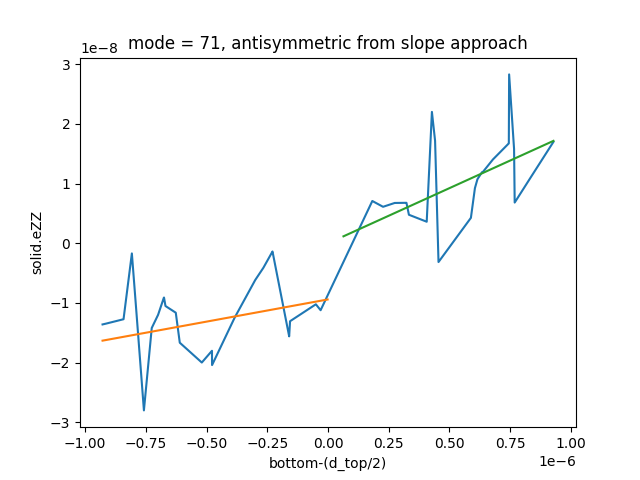 mode = 71, antisymmetric from slope approach
1e−8
3
2
1
0
−1
−2
−3
solid.eZZ
−1.00 −0.75 −0.50 −0.25 0.00 0.25 0.50 0.75 1.00
bottom-(d_top/2)
1e−6